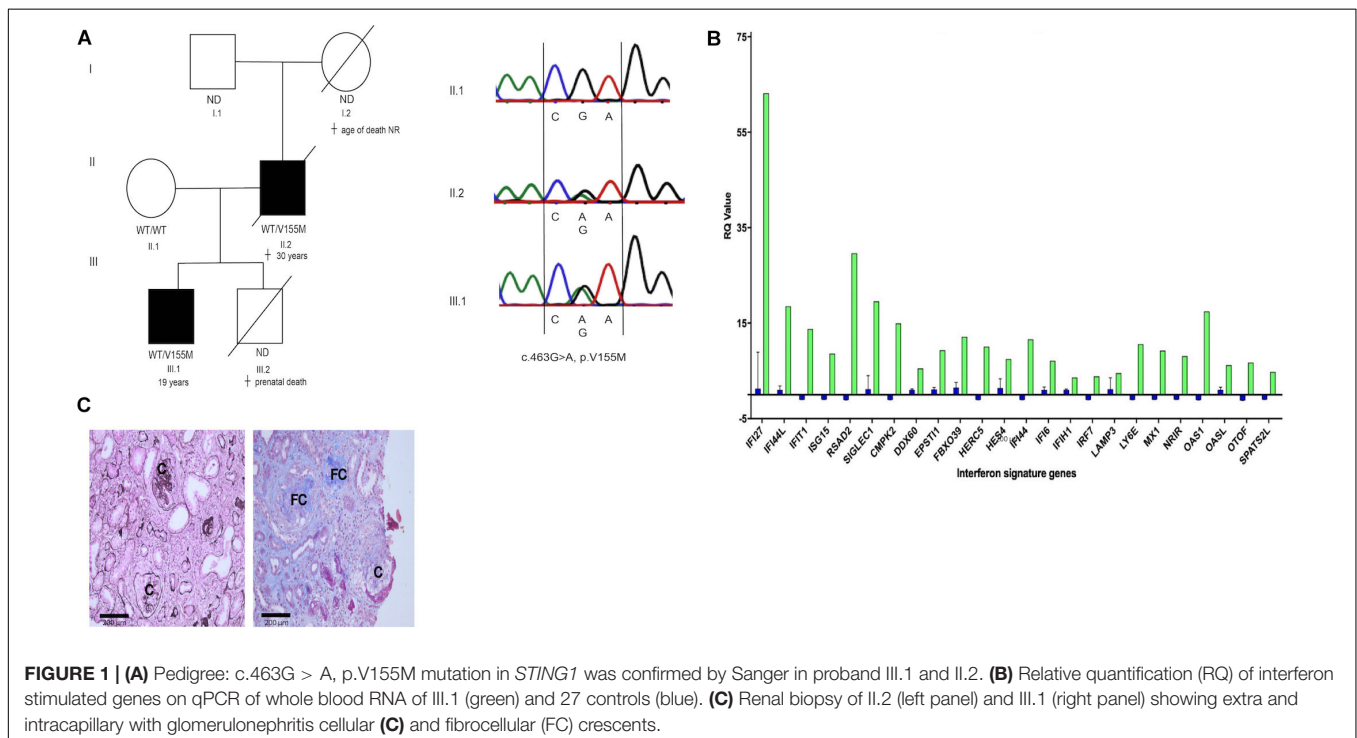 A
I
ND
I.1
ND
I.2
† age of death NR
II
WT/WT
II.1
WT/V155M
II.2
† 30 years
III
WT/V155M
III.1
19 years
ND
III.2
† prenatal death
II.1
C G A
II.2
C A A
G
III.1
C A A
G
c.463G>A, p.V155M
B
RQ Value
75
55
35
15
-5
IFI27
IFI44L
IFIT1
ISG15
RSAD2
SIGLEC1
CMPK2
DDX60
EPSTI1
FBXO39
HERC5
HES4
IFI44
IFI6
IFIH1
IRF7
LAMP3
LY6E
MX1
NRIR
OAS1
OASL
OTOF
SPATS2L
Interferon signature genes
C
C
C
200 µm
FC
FC
C
200 µm
FIGURE 1 | (A) Pedigree: c.463G > A, p.V155M mutation in STING1 was confirmed by Sanger in proband III.1 and II.2. (B) Relative quantification (RQ) of interferon
stimulated genes on qPCR of whole blood RNA of III.1 (green) and 27 controls (blue). (C) Renal biopsy of II.2 (left panel) and III.1 (right panel) showing extra and
intracapillary with glomerulonephritis cellular (C) and fibrocellular (FC) crescents.